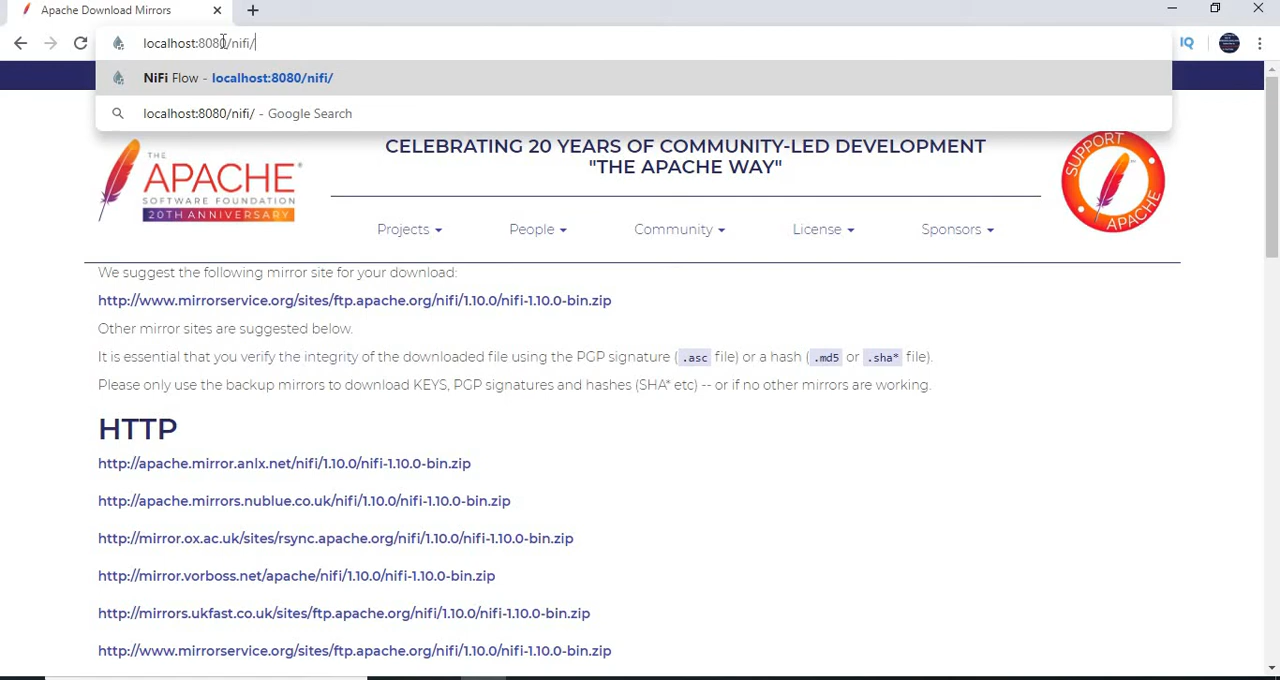 Apache Download Mirrors
localhost:8080/nifi/
IQ
NiFi Flow - localhost:8080/nifi/
localhost:8080/nifi/ - Google Search
THE
APACHE
SOFTWARE FOUNDATION
20TH ANNIVERSARY
CELEBRATING 20 YEARS OF COMMUNITY-LED DEVELOPMENT
"THE APACHE WAY"
SUPPORT
APACHE
Projects People Community License Sponsors
We suggest the following mirror site for your download:
http://www.mirrorservice.org/sites/ftp.apache.org/nifi/1.10.0/nifi-1.10.0-bin.zip
Other mirror sites are suggested below.
It is essential that you verify the integrity of the downloaded file using the PGP signature ( .asc file) or a hash ( .md5 or .sha* file).
Please only use the backup mirrors to download KEYS, PGP signatures and hashes (SHA* etc) -- or if no other mirrors are working.
HTTP
http://apache.mirror.anlx.net/nifi/1.10.0/nifi-1.10.0-bin.zip
http://apache.mirrors.nublue.co.uk/nifi/1.10.0/nifi-1.10.0-bin.zip
http://mirror.ox.ac.uk/sites/rsync.apache.org/nifi/1.10.0/nifi-1.10.0-bin.zip
http://mirror.vorboss.net/apache/nifi/1.10.0/nifi-1.10.0-bin.zip
http://mirrors.ukfast.co.uk/sites/ftp.apache.org/nifi/1.10.0/nifi-1.10.0-bin.zip
http://www.mirrorservice.org/sites/ftp.apache.org/nifi/1.10.0/nifi-1.10.0-bin.zip